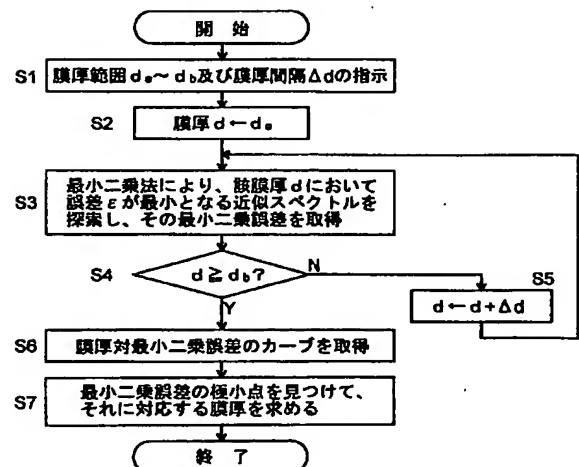 開 始
S1 膜厚範囲dₐ~d_b及び膜厚間隔Δdの指示
S2 膜厚d←dₐ
S3 最小二乗法により、該膜厚dにおいて
誤差εが最小となる近似スペクトルを
探索し、その最小二乗誤差を取得
S4 d≧d_b?
N
S5
d←d+Δd
Y
S6 膜厚対最小二乗誤差のカーブを取得
S7 最小二乗誤差の極小点を見つけて、
それに対応する膜厚を求める
終 了